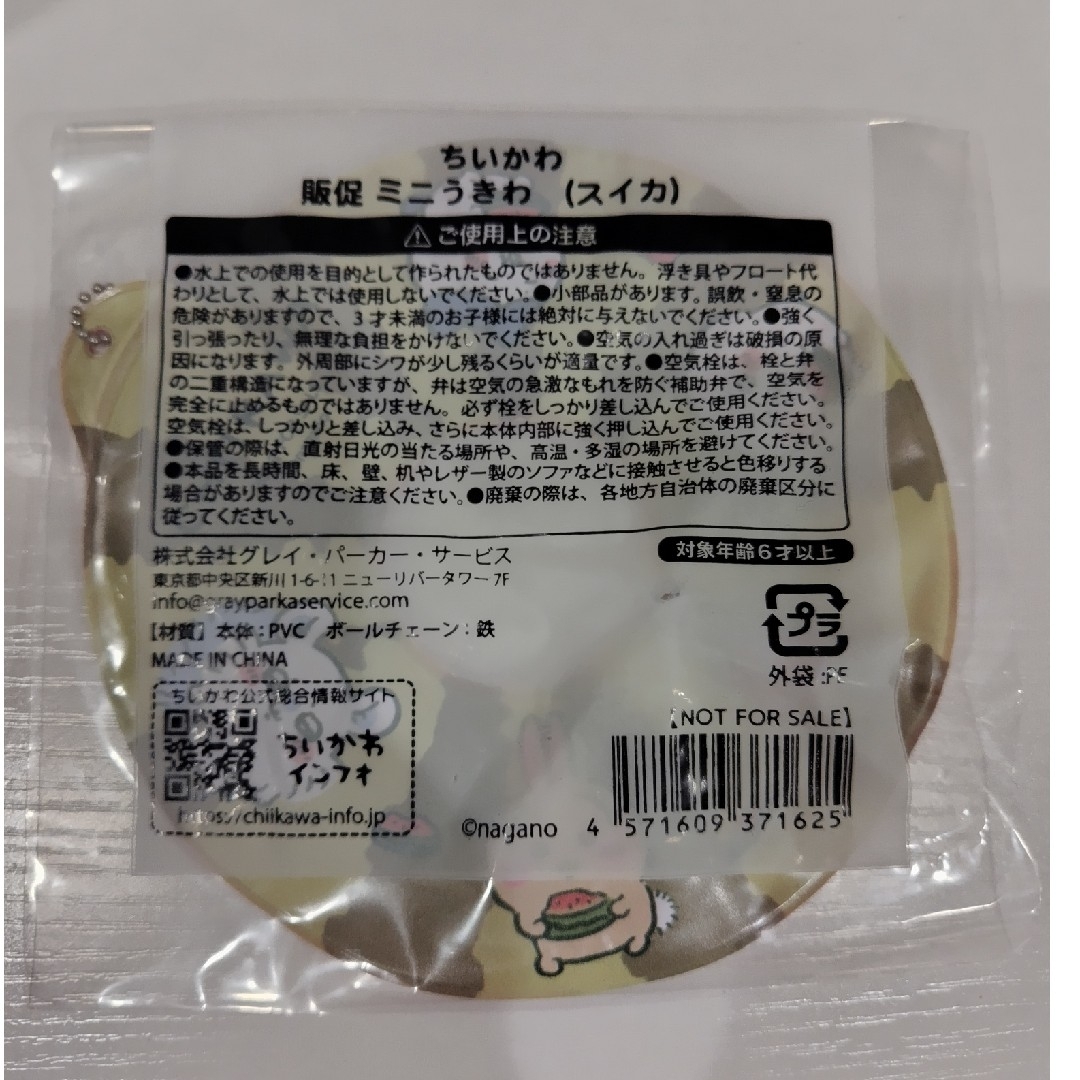 ちいかわ
販促 ミニうきわ (スイカ)
⚠ご使用上の注意
●水上での使用を目的として作られたものではありません。浮き具やフロート代
わりとして、水上では使用しないでください。●小部品があります。誤飲・窒息の
危険がありますので、3才未満のお子様には絶対に与えないでください。●強く
引っ張ったり、無理な負担をかけないでください。●空気の入れ過ぎは破損の原
因になります。外周部にシワが少し残るくらいが適量です。●空気栓は、栓と弁
の二重構造になっていますが、弁は空気の急激なもれを防ぐ補助弁で、空気を
完全に止めるものではありません。必ず栓をしっかり差し込んでご使用ください。
空気栓は、しっかりと差し込み、さらに本体内部に強く押し込んでご使用ください。
●保管の際は、直射日光の当たる場所や、高温・多湿の場所を避けてください。
●本品を長時間、床、壁、机やレザー製のソファなどに接触させると色移りする
場合がありますのでご注意ください。●廃棄の際は、各地方自治体の廃棄区分に
従ってください。
株式会社グレイ・パーカー・サービス
対象年齢6才以上
東京都中央区新川1-6-11 ニューリバータワー 7F
info@grayparkaservice.com
【材質】本体:PVC ボールチェーン:鉄
MADE IN CHINA
プラ
外袋:PE
ちいかわ公式総合情報サイト
ちいかわ
インフォ
https://chiikawa-info.jp
【NOT FOR SALE】
©nagano
4 571609 371625